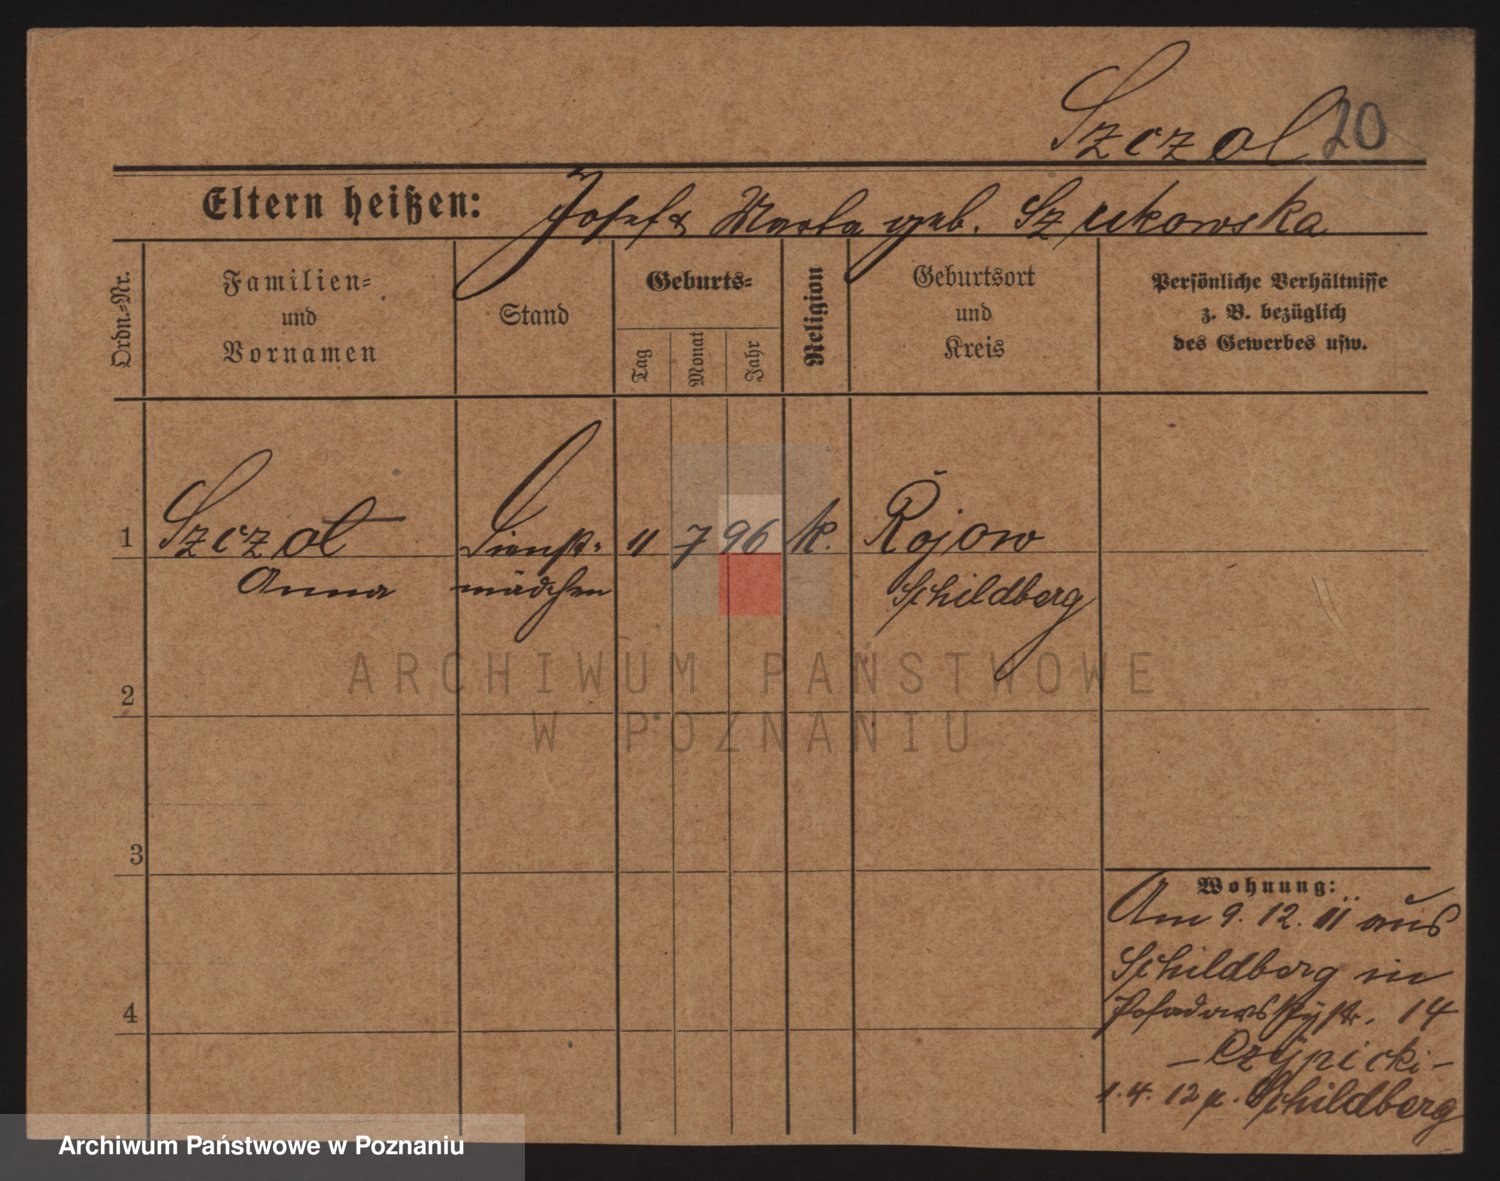 Szczol
20
Eltern heißen: Josef & Marta geb. Szukowska
Ordn.-Nr.
Familien-
und
Vornamen
Stand
Geburts-
Tag
Monat
Jahr
Religion
Geburtsort
und
Kreis
Persönliche Verhältnisse
z. B. bezüglich
des Gewerbes usw.
1 Szczot Dienst- 11 7 96 k. Rojow
Anna mädchen Schildberg
ARCHIWUM PAŃSTWOWE
W POZNANIU
2
3
4
Wohnung:
Am 9. 12. 11 aus
Schildberg in
14
- Czypicki -
1. 4. 12 p. Schildberg
Archiwum Państwowe w Poznaniu